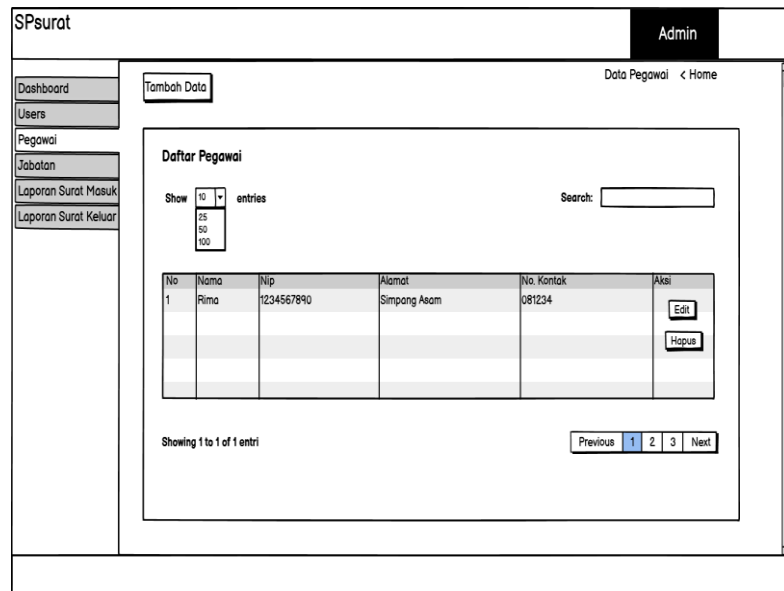 SPsurat
Admin
Data Pegawai < Home
Dashboard
Users
Pegawai
Jabatan
Laporan Surat Masuk
Laporan Surat Keluar
Tambah Data
Daftar Pegawai
Show 10 entries
25
50
100
Search:
No Nama Nip Alamat No. Kontak Aksi
1 Rima 1234567890 Simpang Asam 081234
Edit
Hapus
Showing 1 to 1 of 1 entri
Previous 1 2 3 Next